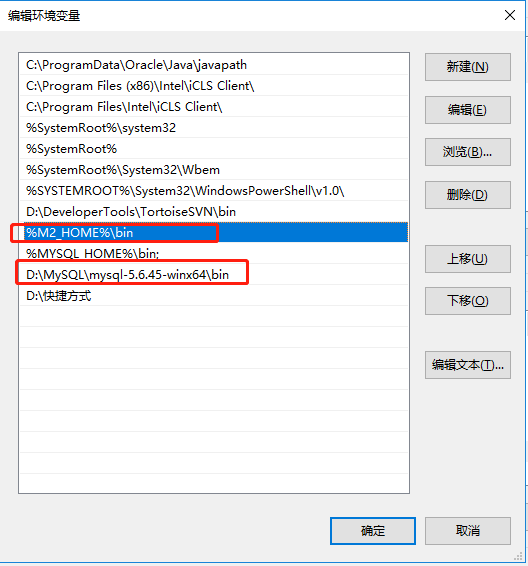 编辑环境变量
C:\ProgramData\Oracle\Java\javapath
C:\Program Files (x86)\Intel\iCLS Client\
C:\Program Files\Intel\iCLS Client\
%SystemRoot%\system32
%SystemRoot%
%SystemRoot%\System32\Wbem
%SYSTEMROOT%\System32\WindowsPowerShell\v1.0\
D:\DeveloperTools\TortoiseSVN\bin
%M2_HOME%\bin
%MYSQL_HOME%\bin;
D:\MySQL\mysql-5.6.45-winx64\bin
D:\快捷方式
新建(N)
编辑(E)
浏览(B)...
删除(D)
上移(U)
下移(O)
编辑文本(T)...
确定
取消